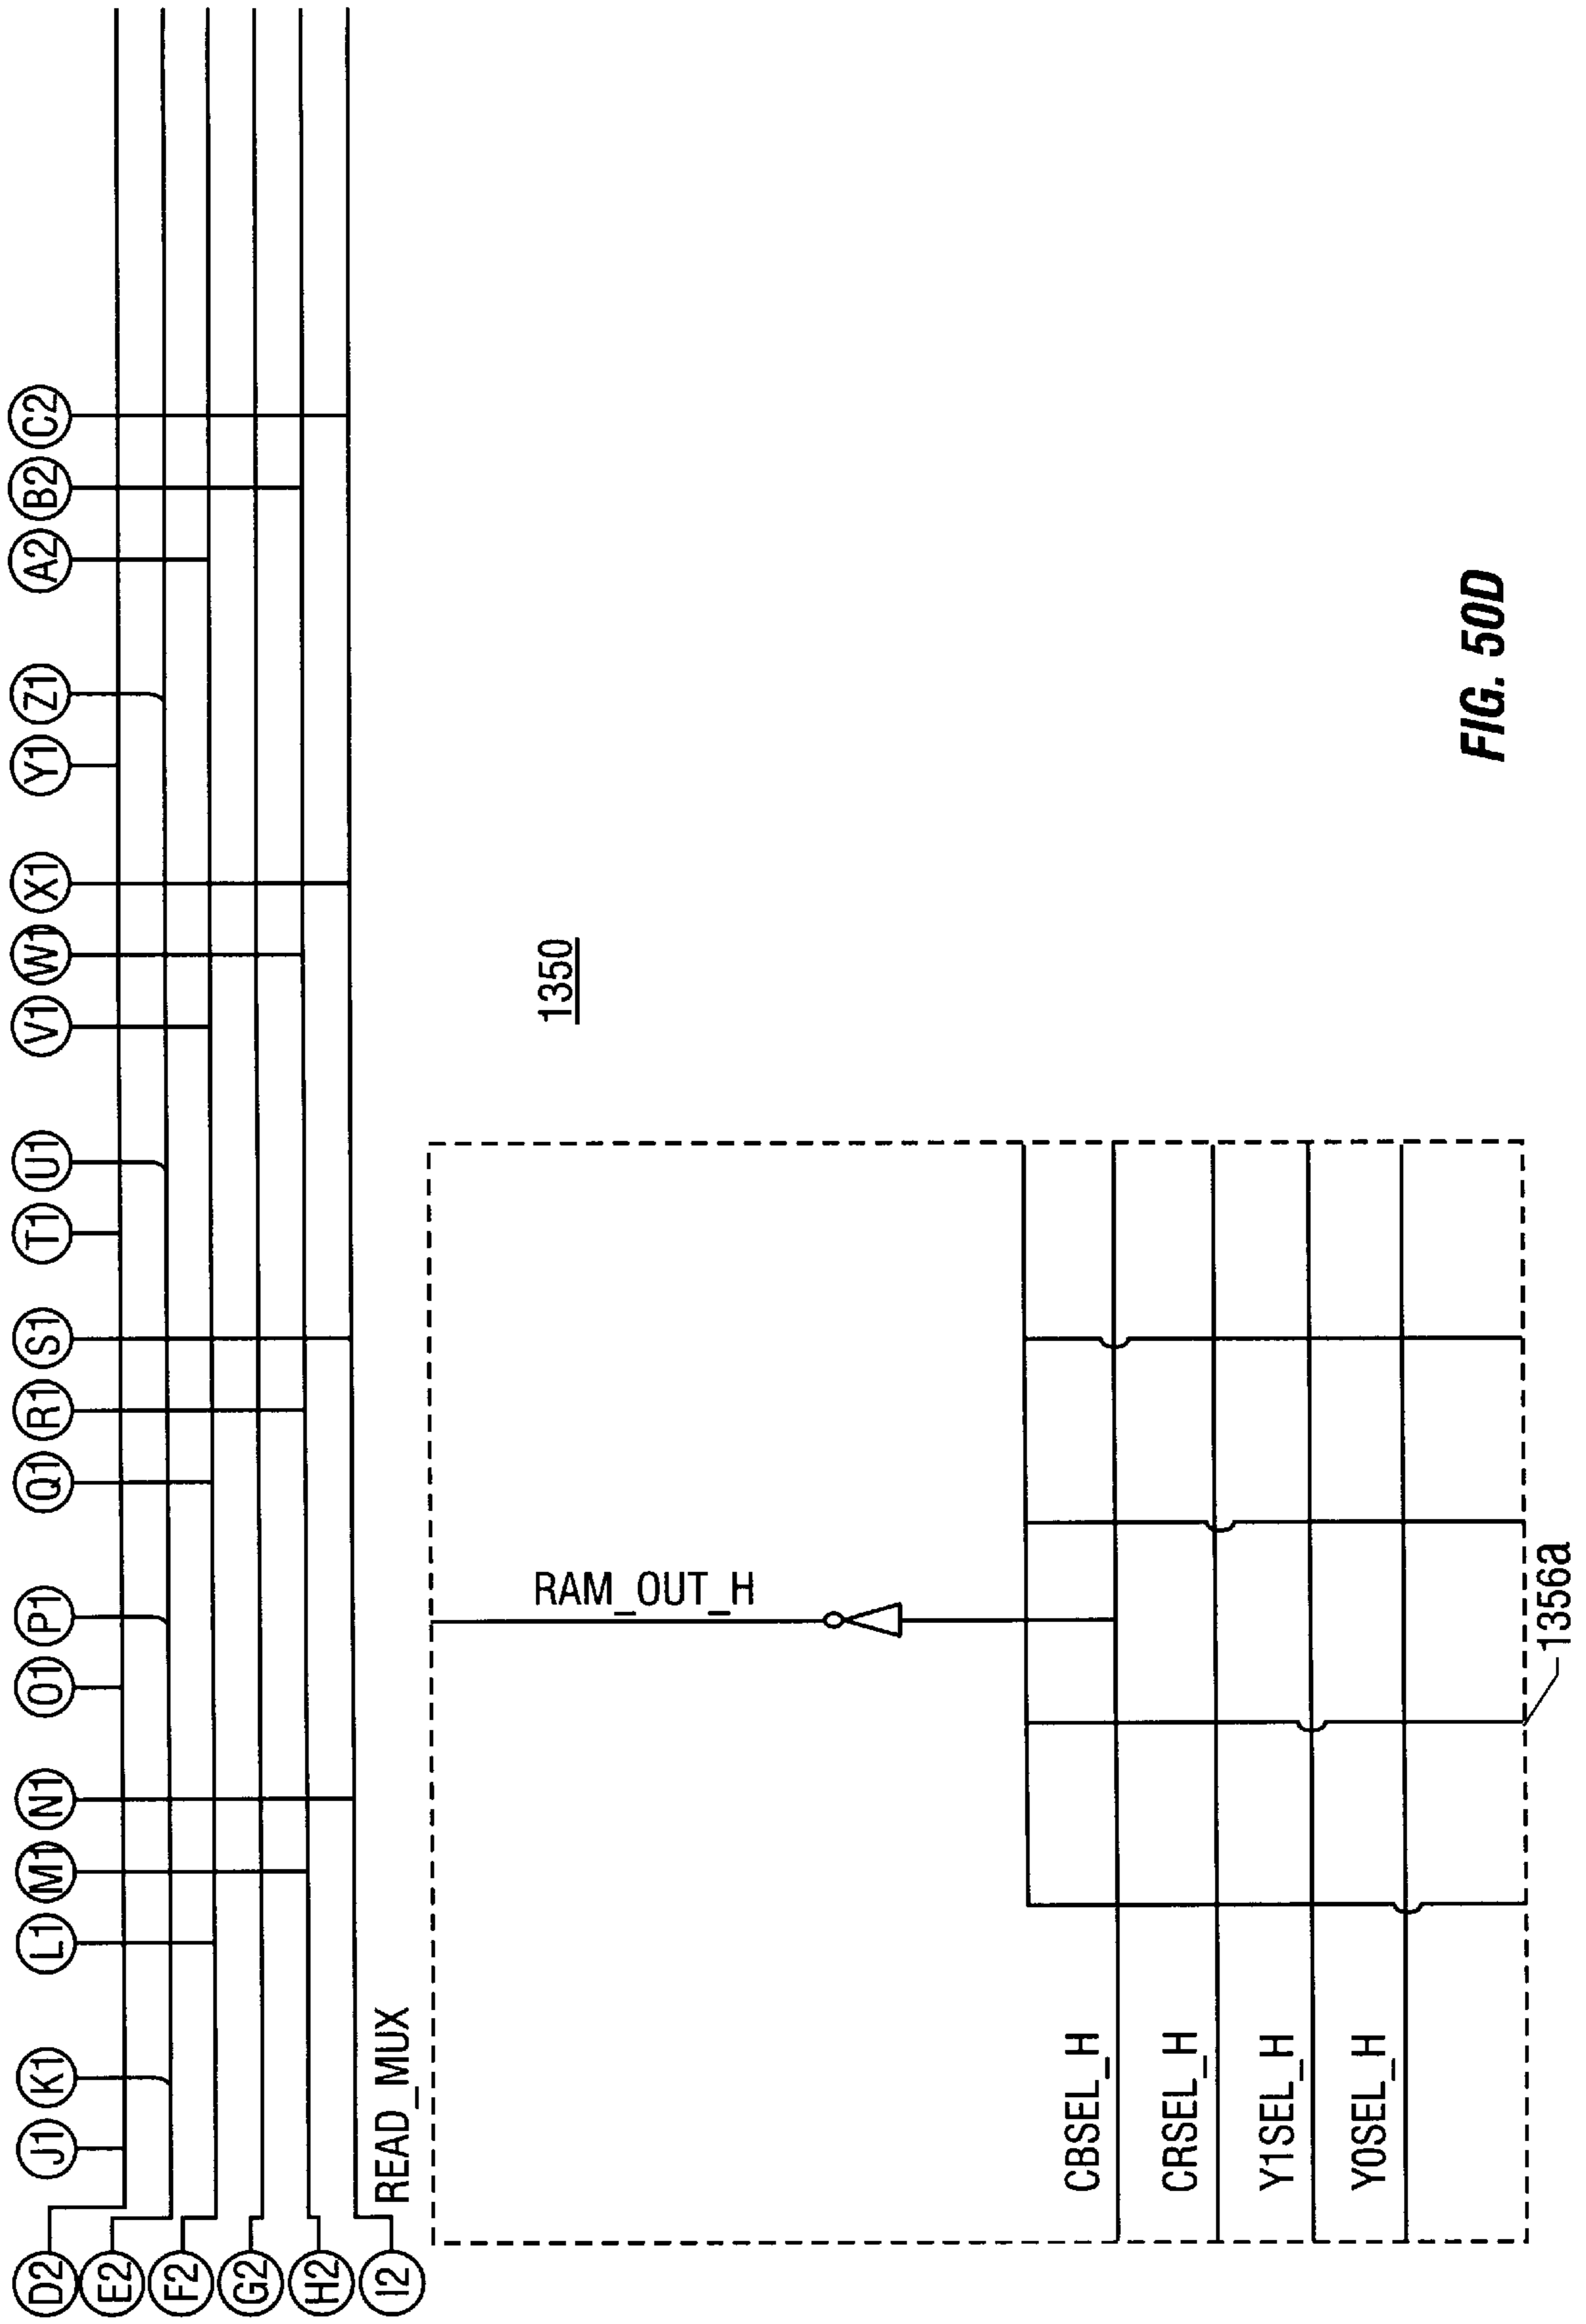 D2
E2
F2
G2
H2
I2
J1
K1
L1
M1
N1
O1
P1
Q1
R1
S1
T1
U1
V1
W1
X1
Y1
Z1
A2
B2
C2
READ_MUX
RAM_OUT_H
CBSEL_H
CRSEL_H
Y1SEL_H
Y0SEL_H
1356a
1350
FIG. 50D